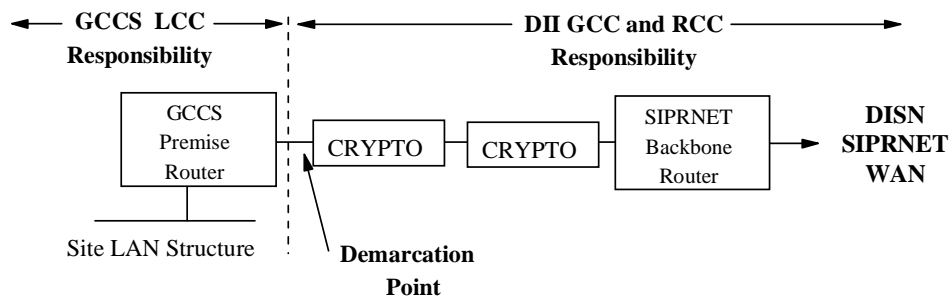 GCCS LCC
Responsibility
DII GCC and RCC
Responsibility
GCCS
Premise
Router
CRYPTO
CRYPTO
SIPRNET
Backbone
Router
DISN
SIPRNET
WAN
Site LAN Structure
Demarcation
Point